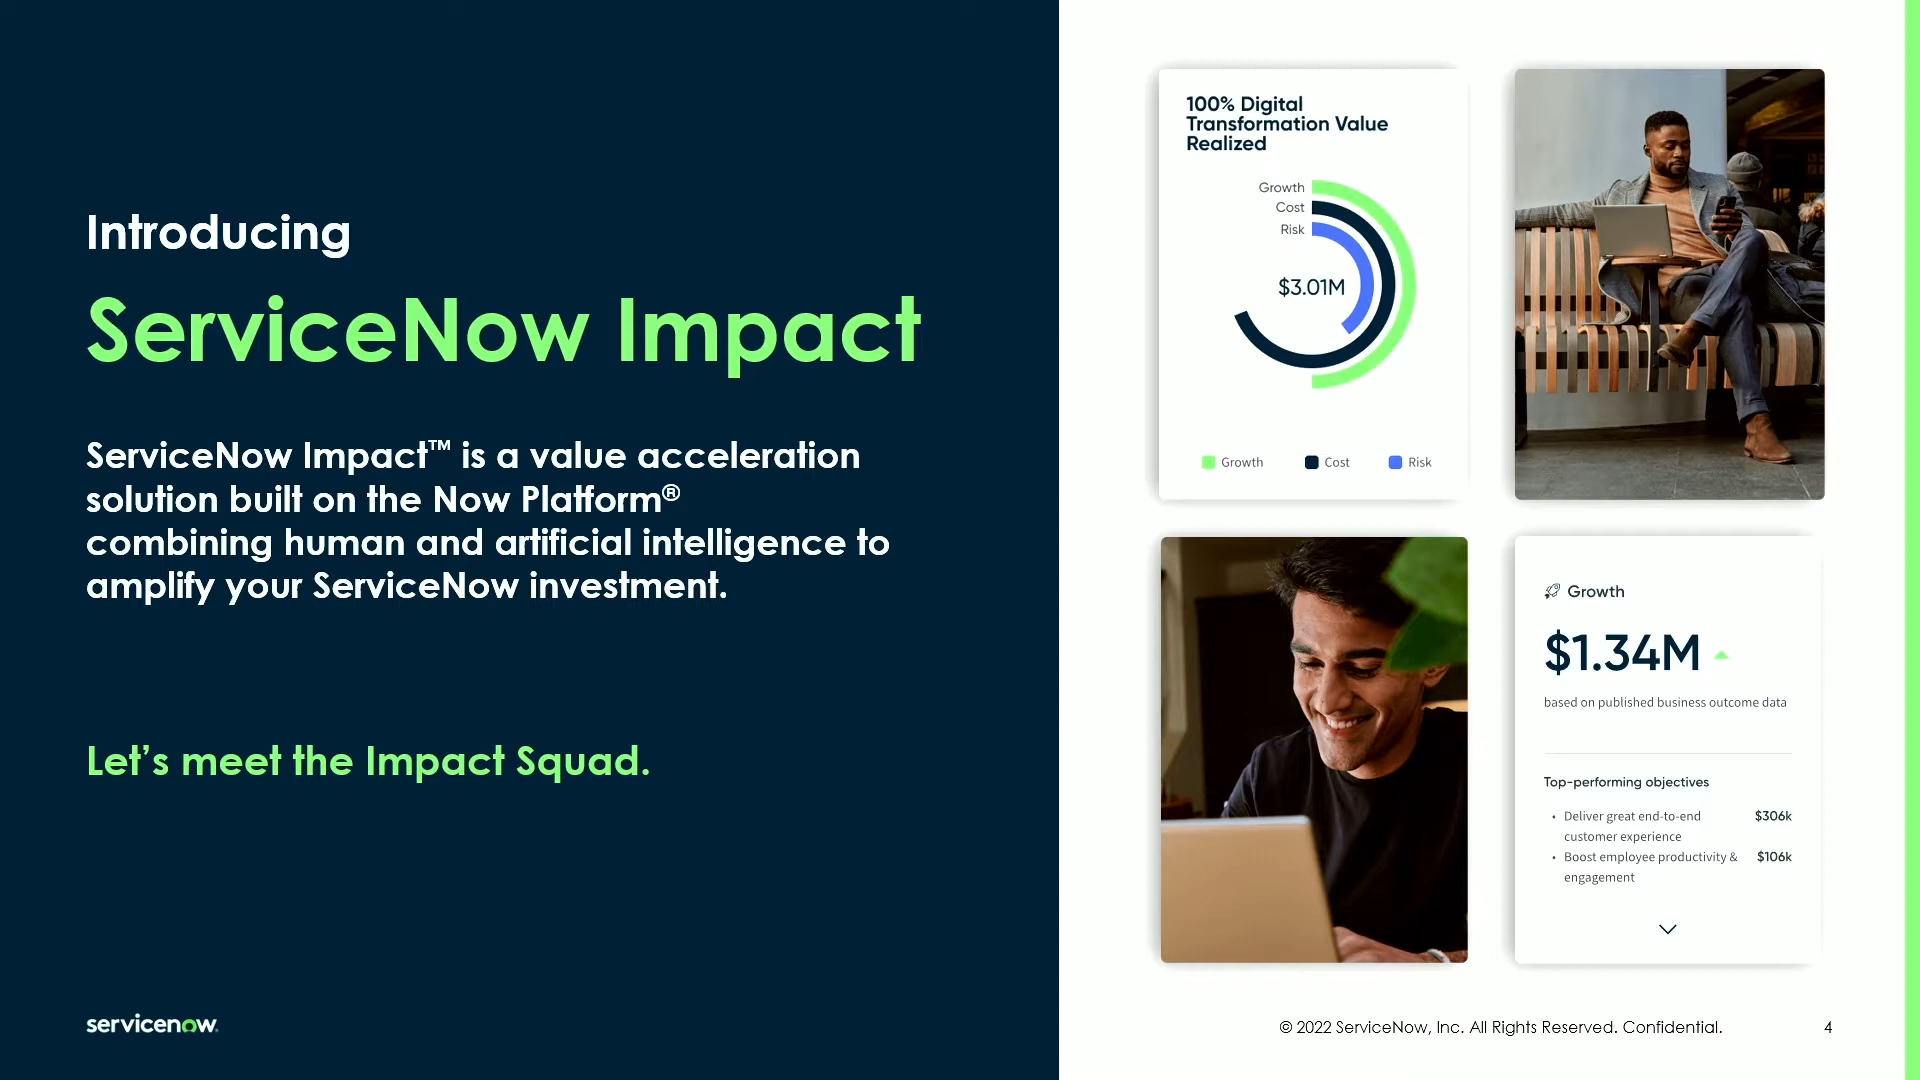 Introducing
ServiceNow Impact
ServiceNow Impact™ is a value acceleration
solution built on the Now Platform®
combining human and artificial intelligence to
amplify your ServiceNow investment.
Let’s meet the Impact Squad.
servicenow.
100% Digital
Transformation Value
Realized
Growth
Cost
Risk
$3.01M
Growth
Cost
Risk
Growth
$1.34M
based on published business outcome data
Top-performing objectives
• Deliver great end-to-end $306k
customer experience
• Boost employee productivity & $106k
engagement
© 2022 ServiceNow, Inc. All Rights Reserved. Confidential.
4